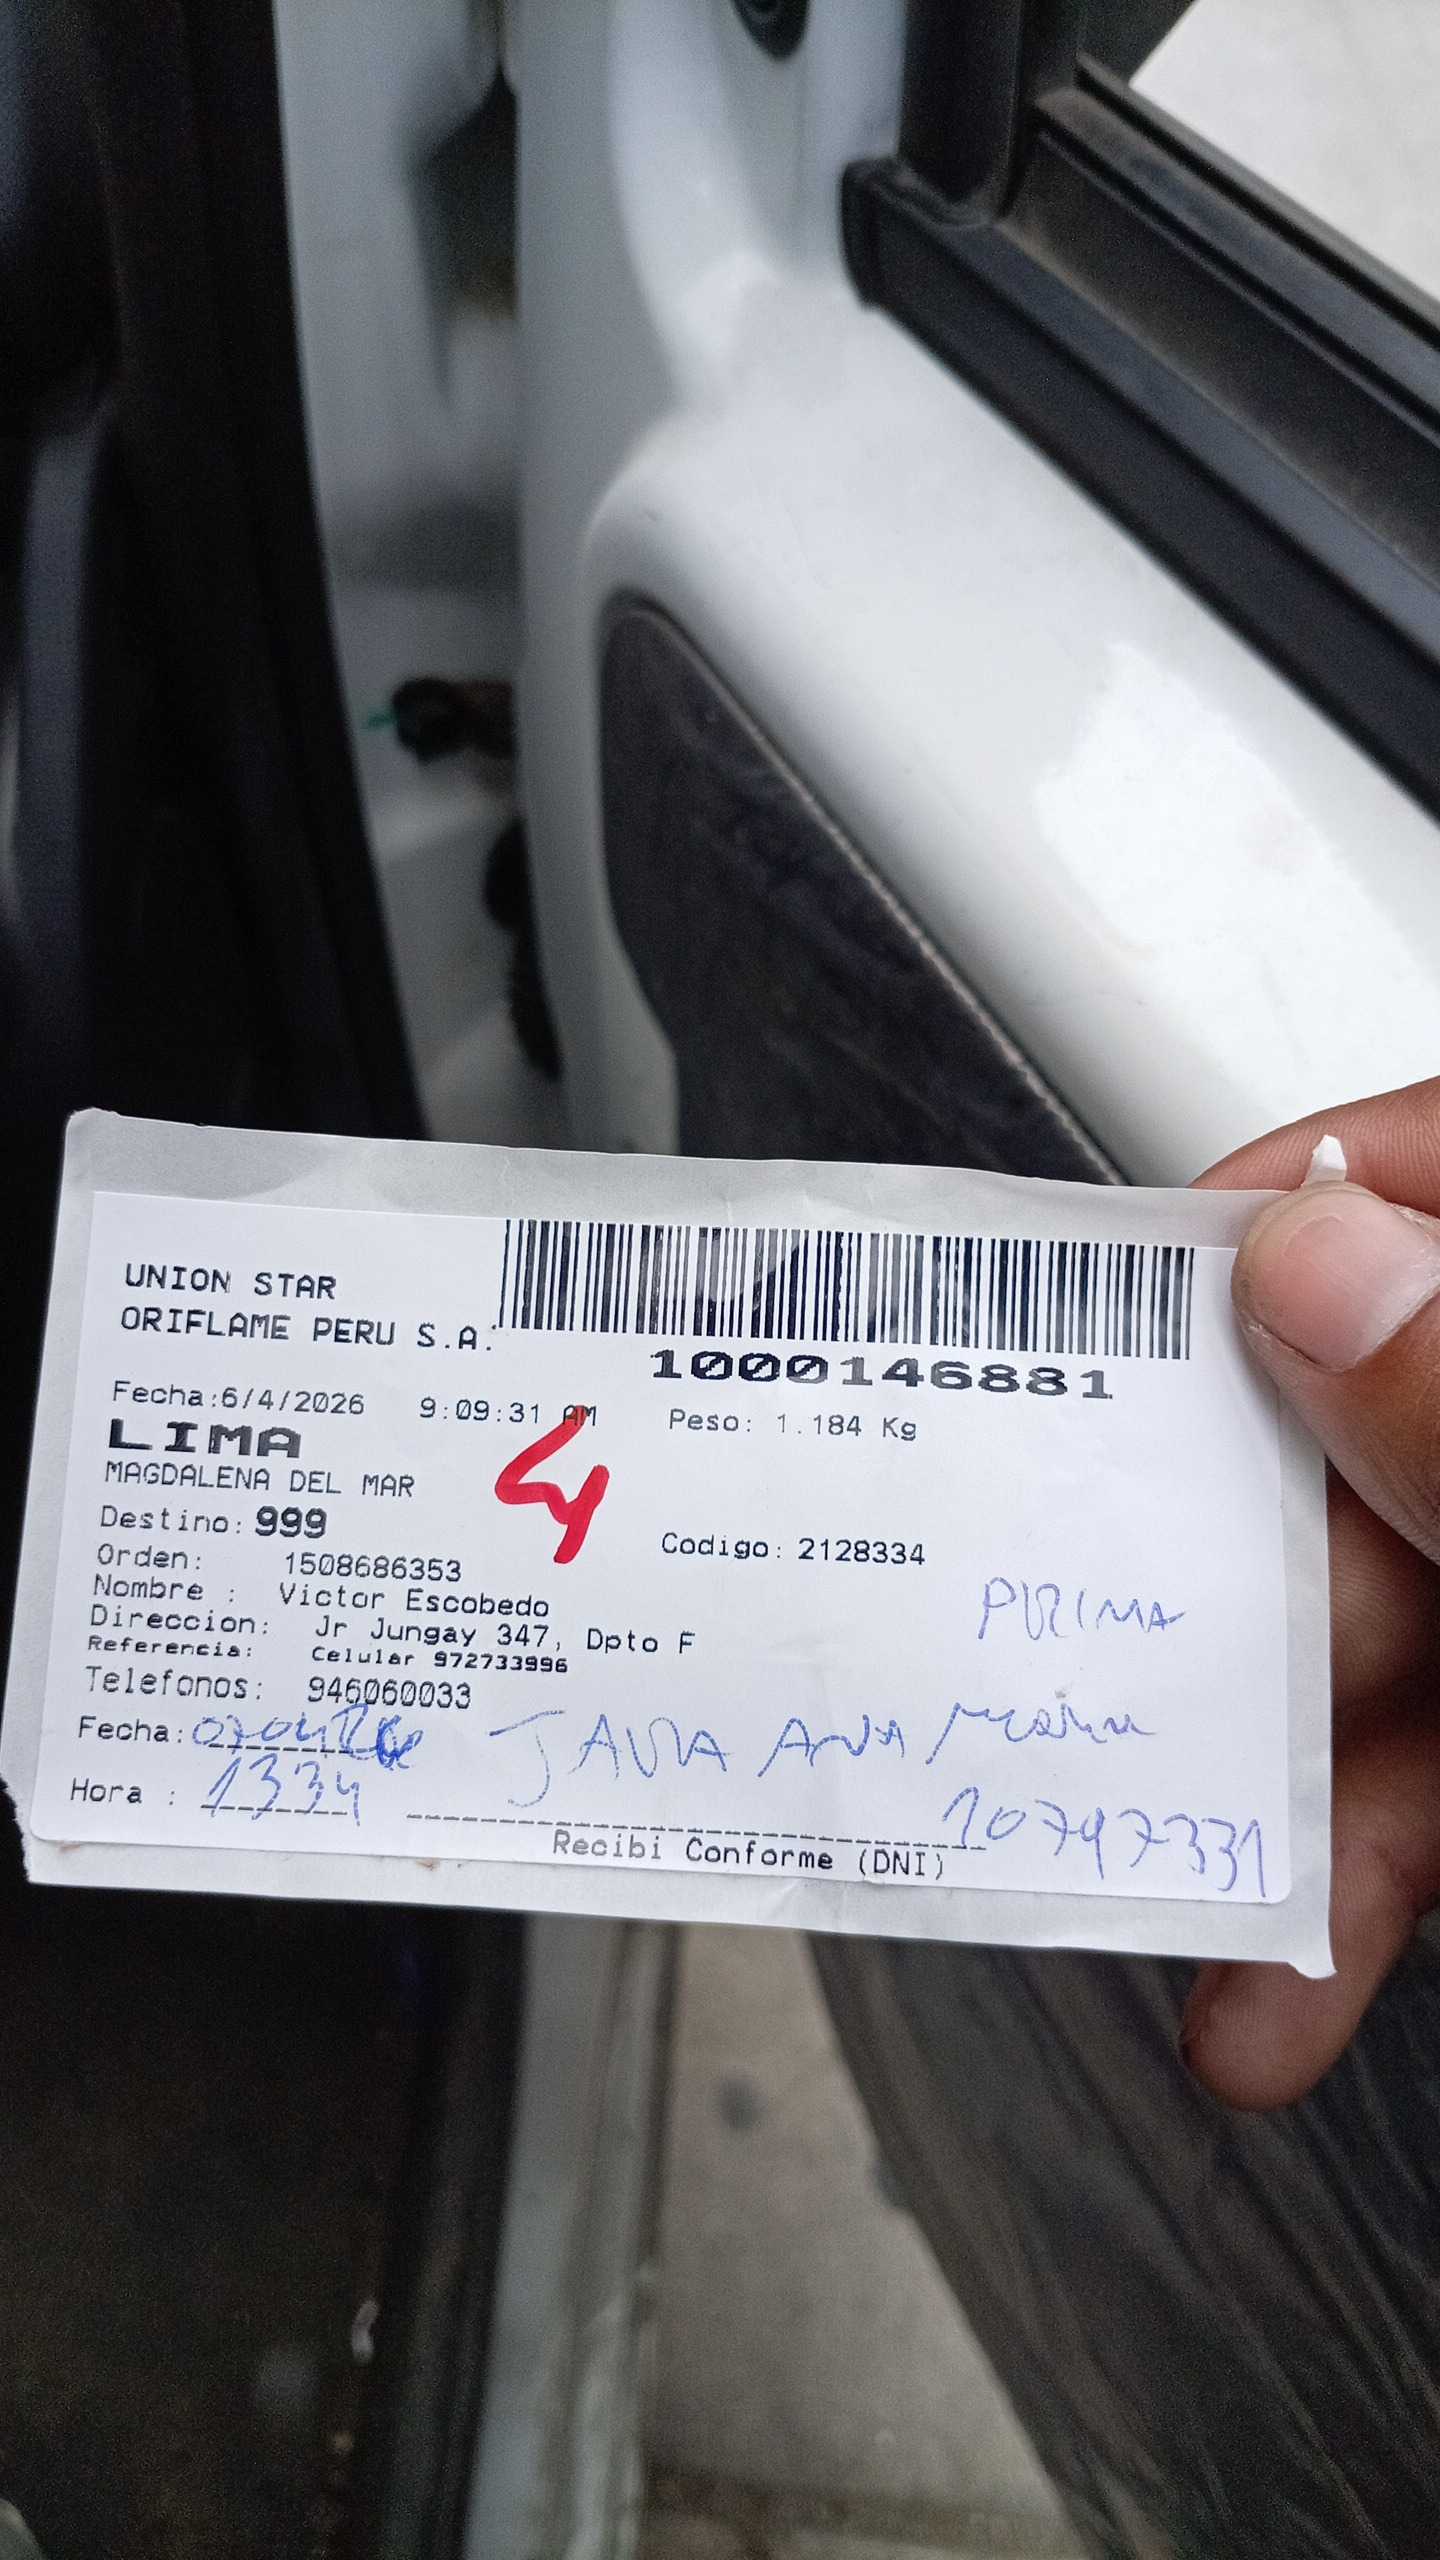 UNION STAR
ORIFLAME PERU S.A.
1000146881
Fecha:6/4/2026 9:09:31 AM Peso: 1.184 Kg
LIMA
4
MAGDALENA DEL MAR
Destino: 999
Codigo: 2128334
Orden: 1508686353
Nombre : Victor Escobedo
PRIMA
Direccion: Jr Jungay 347, Dpto F
Referencia: Celular 972733996
Telefonos: 946060033
Fecha: ANA
Hora : 1334
10797331
Recibi Conforme (DNI)